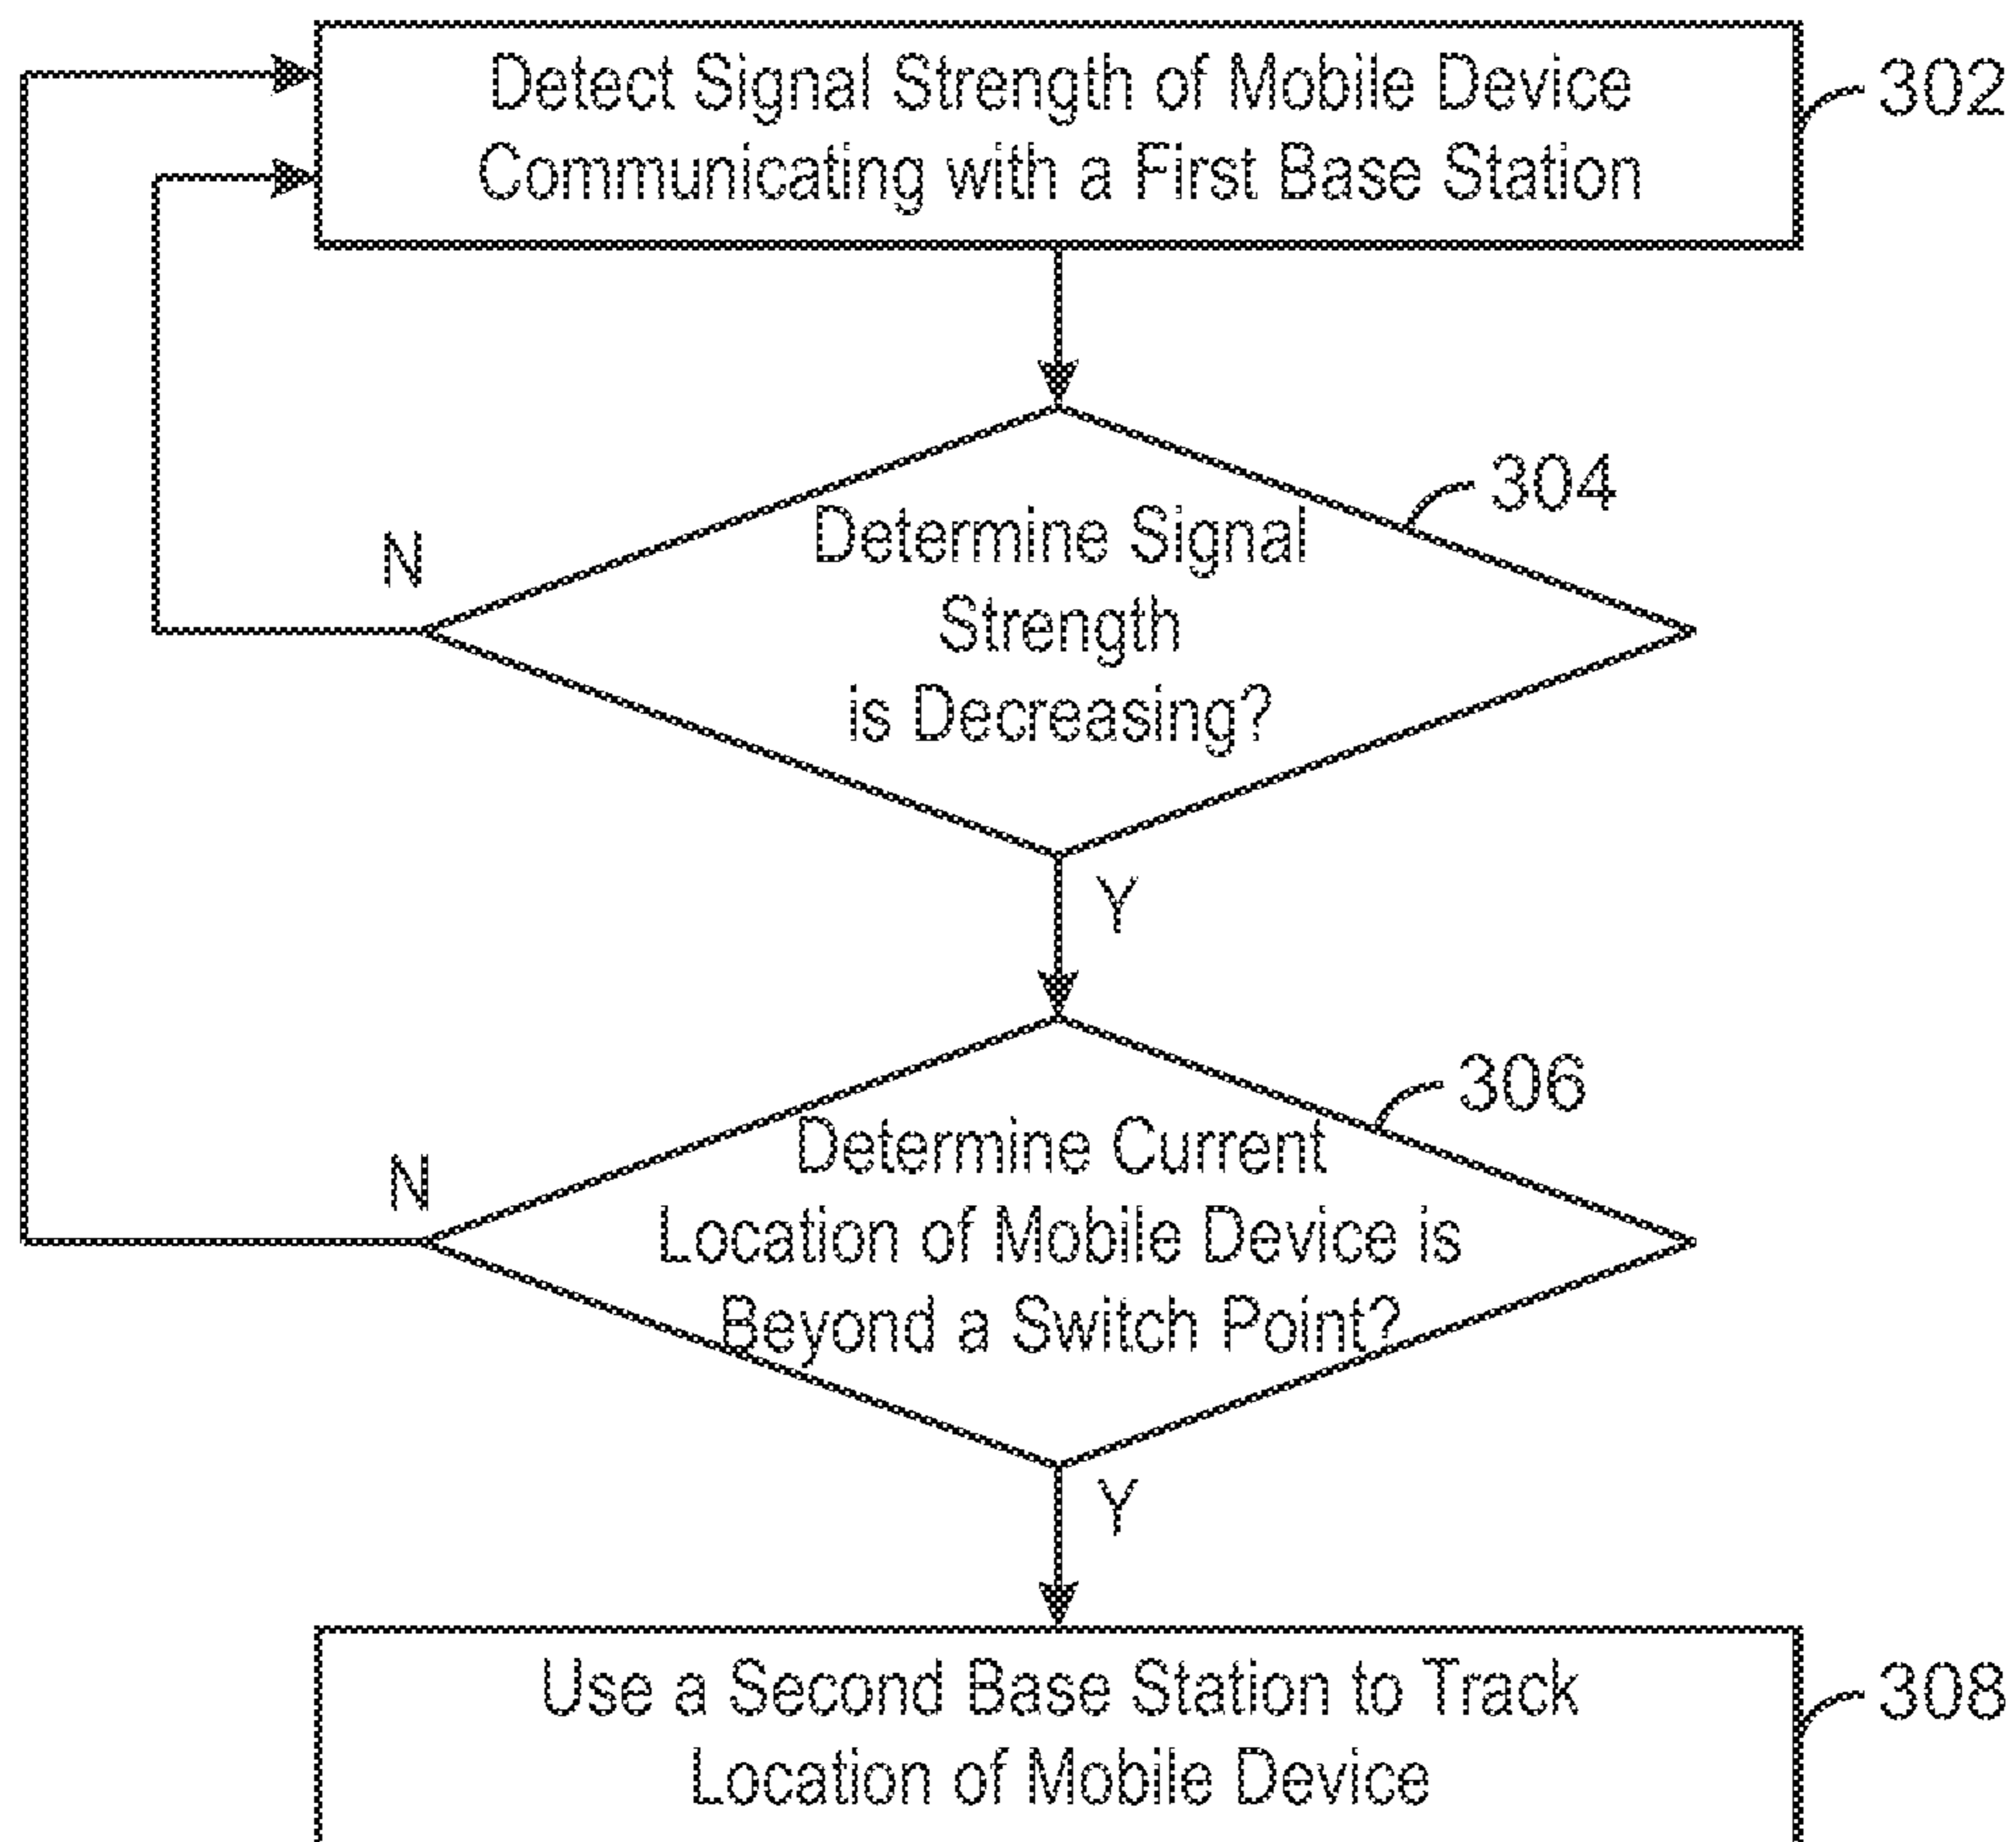 Detect Signal Strength of Mobile Device
Communicating with a First Base Station
302
304
Determine Signal
Strength
is Decreasing?
N
Y
306
Determine Current
Location of Mobile Device is
Beyond a Switch Point?
N
Y
Use a Second Base Station to Track
Location of Mobile Device
308